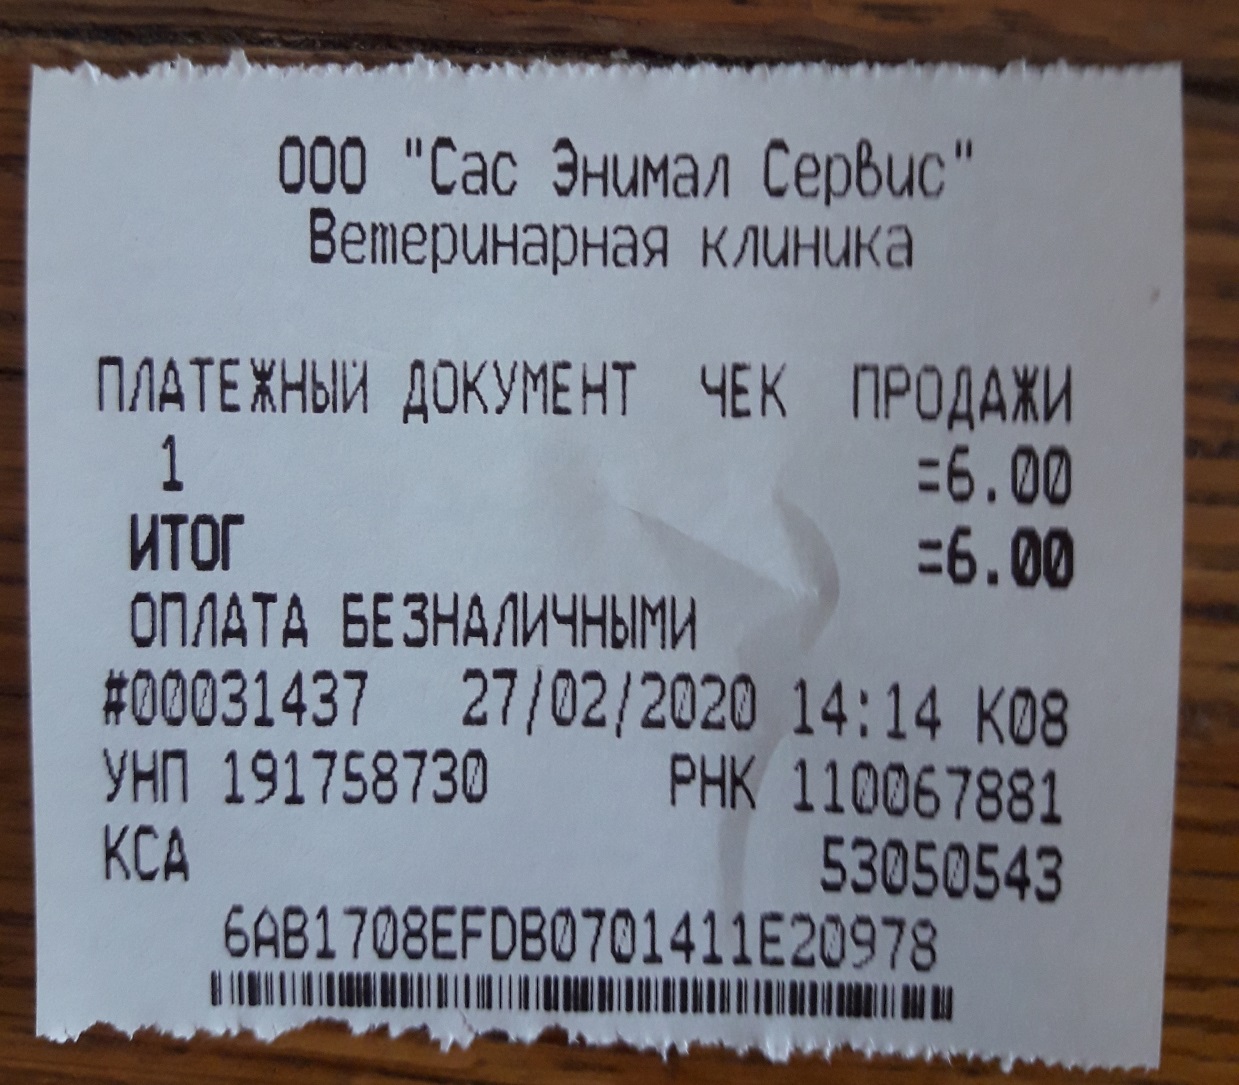 ООО "Сас Энимал Сервис"
Ветеринарная клиника
ПЛАТЕЖНЫЙ ДОКУМЕНТ ЧЕК ПРОДАЖИ
1 =6.00
ИТОГ =6.00
ОПЛАТА БЕЗНАЛИЧНЫМИ
#00031437 27/02/2020 14:14 К08
УНП 191758730 РНК 110067881
КСА 53050543
6AB1708EFDB0701411E20978